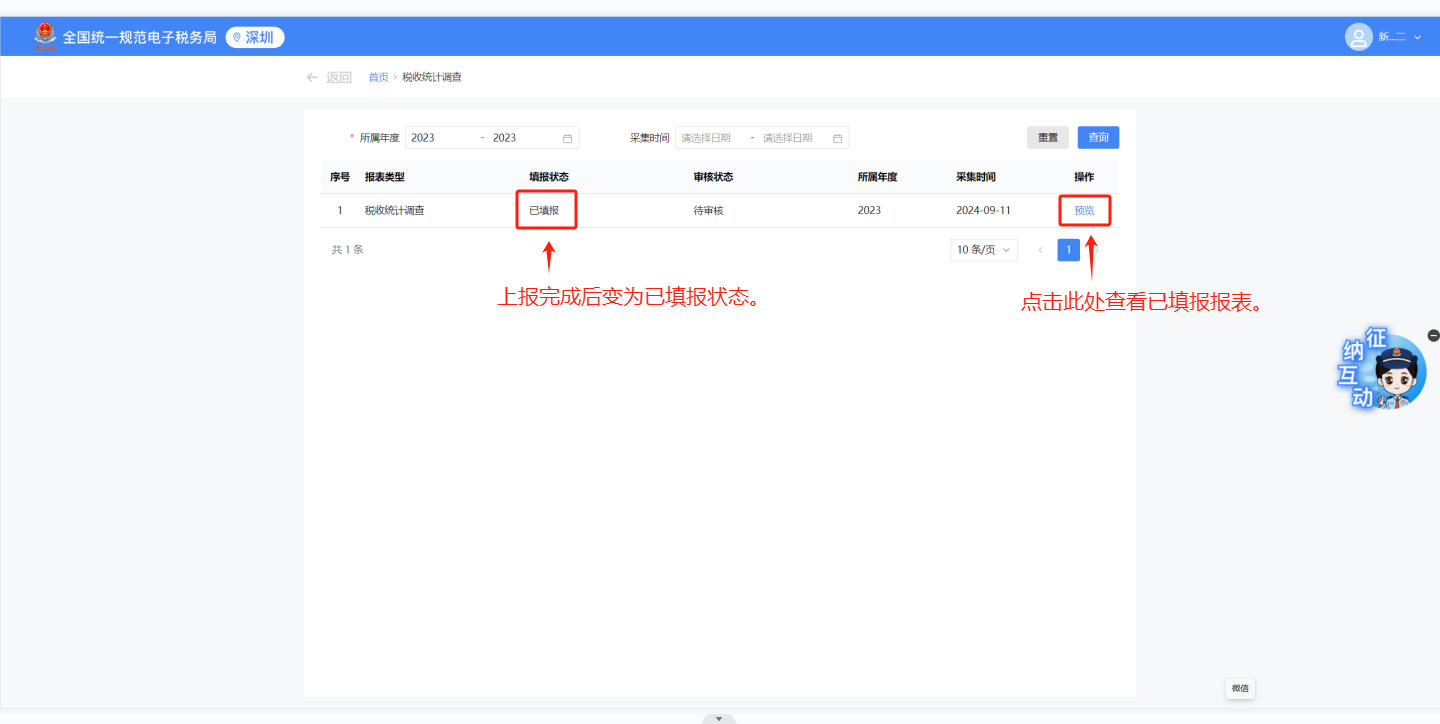 全国统一规范电子税务局 深圳 新...二
返回 首页 > 税收统计调查
* 所属年度 2023 - 2023 采集时间 请选择日期 - 请选择日期 重置 查询
序号 报表类型 填报状态 审核状态 所属年度 采集时间 操作
1 税收统计调查 已填报 待审核 2023 2024-09-11 预览
共 1 条 10 条/页 < 1 >
上报完成后变为已填报状态。 点击此处查看已填报报表。
征纳互动
微信